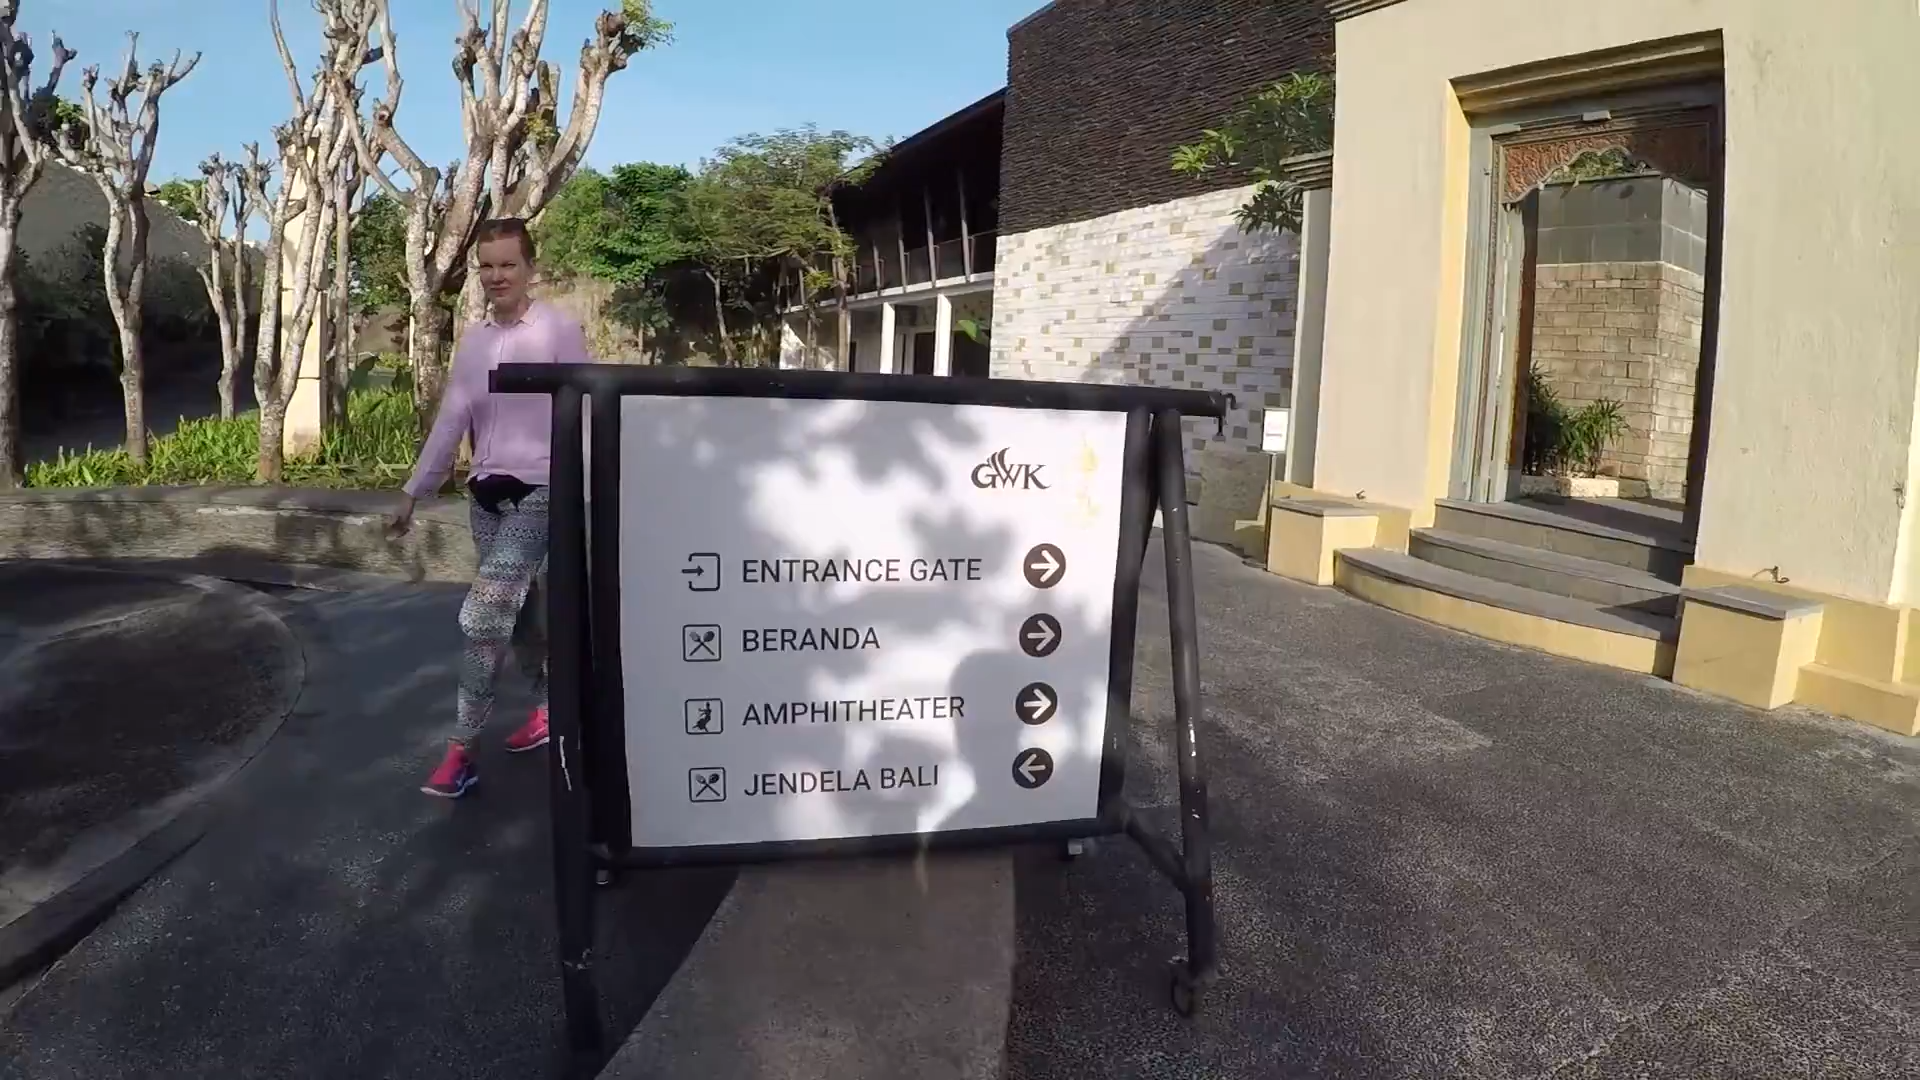 GWK
ENTRANCE GATE
BERANDA
AMPHITHEATER
JENDELA BALI